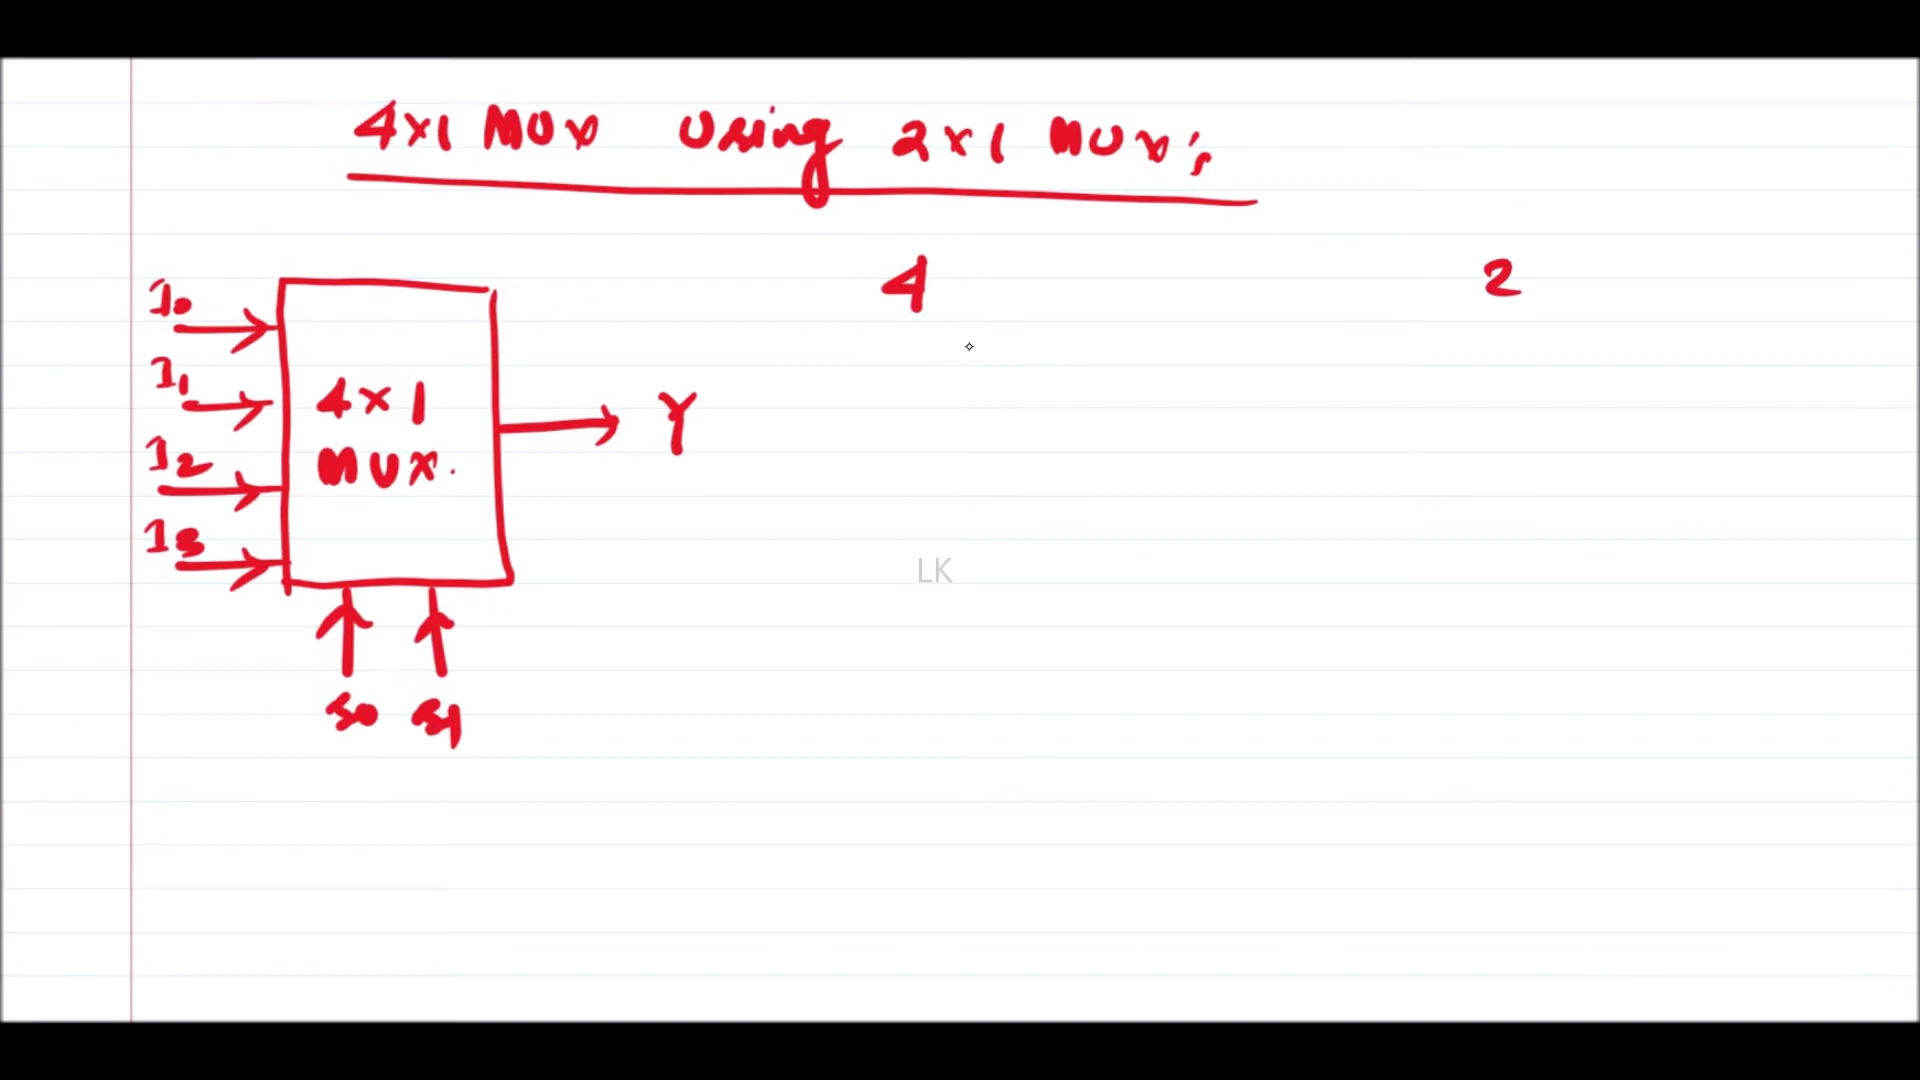 4x1 MUX Using 2x1 MUX's
4 2
I0
I1
I2
I3
4x1
MUX.
Y
S0 S1
LK